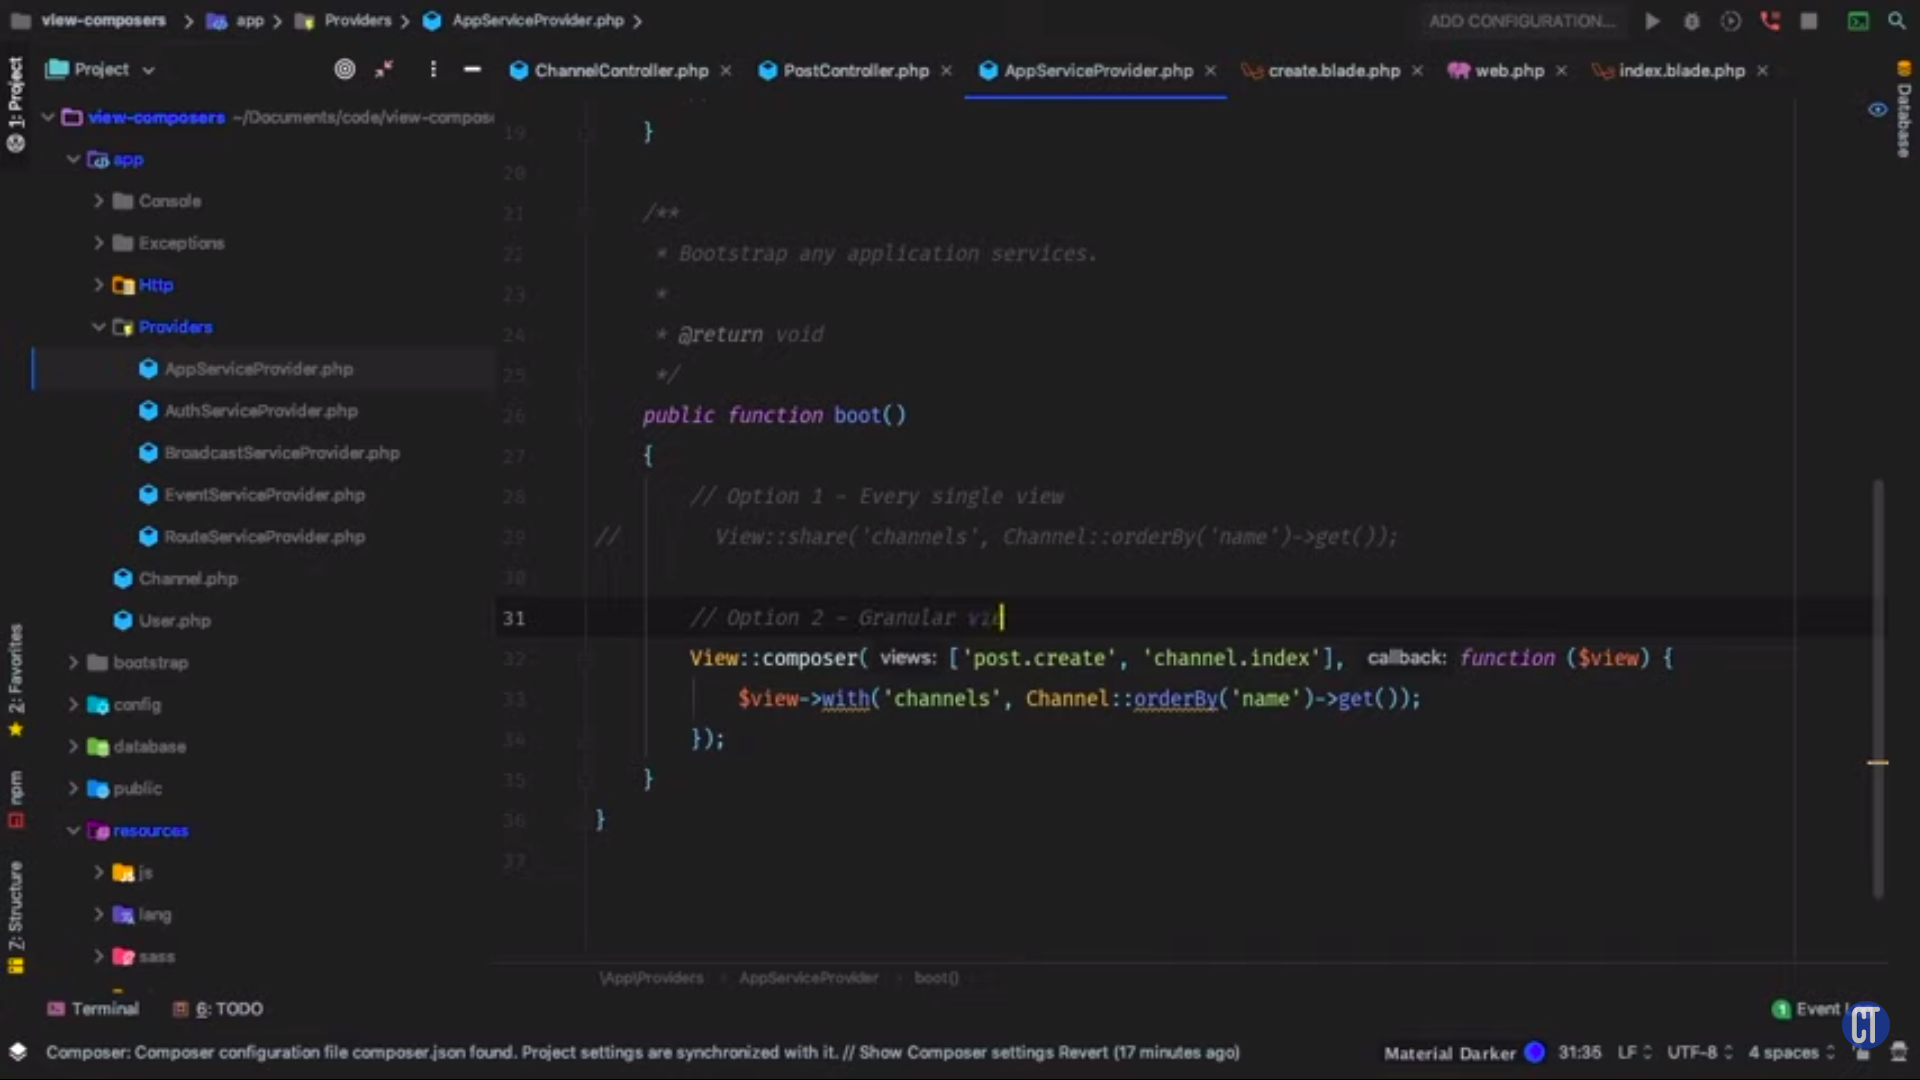 view-composers > app > Providers > AppServiceProvider.php >
ADD CONFIGURATION...
Project
ChannelController.php
PostController.php
AppServiceProvider.php
create.blade.php
web.php
index.blade.php
1: Project
2: Favorites
npm
7: Structure
Database
view-composers ~/Documents/code/view-compos
app
Console
Exceptions
Http
Providers
AppServiceProvider.php
AuthServiceProvider.php
BroadcastServiceProvider.php
EventServiceProvider.php
RouteServiceProvider.php
Channel.php
User.php
bootstrap
config
database
public
resources
js
lang
sass
19 }
20
21 /**
22 * Bootstrap any application services.
23 *
24 * @return void
25 */
26 public function boot()
27 {
28 // Option 1 - Every single view
29 // View::share('channels', Channel::orderBy('name')->get());
30
31 // Option 2 - Granular vie
32 View::composer( views: ['post.create', 'channel.index'], callback: function ($view) {
33 $view->with('channels', Channel::orderBy('name')->get());
34 });
35 }
36 }
37
\App\Providers > AppServiceProvider > boot()
Terminal
6: TODO
1 Event
CT
Composer: Composer configuration file composer.json found. Project settings are synchronized with it. // Show Composer settings Revert (17 minutes ago)
Material Darker
31:35 LF UTF-8 4 spaces